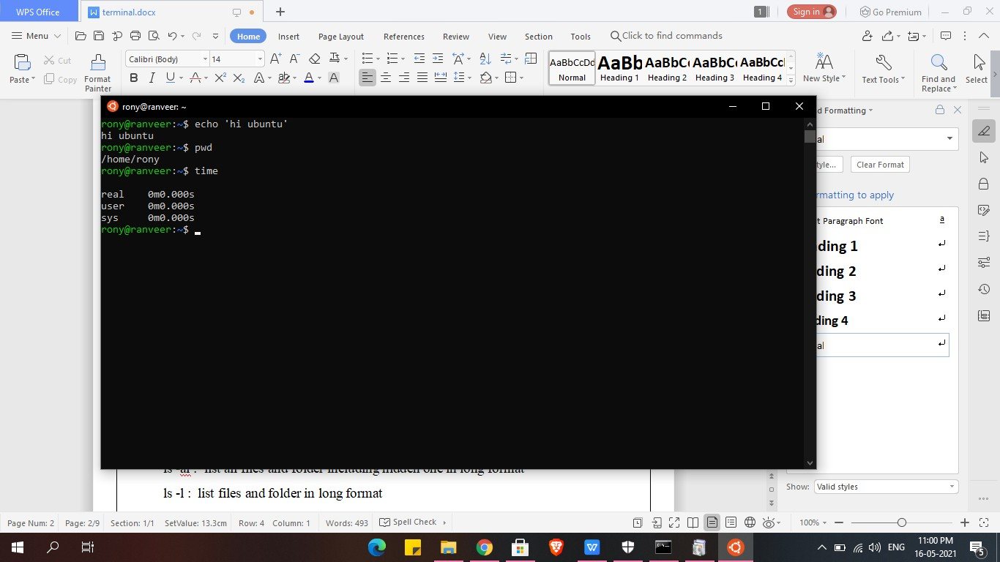 WPS Office
terminal.docx
1
Sign in
Go Premium
Menu
Home
Insert
Page Layout
References
Review
View
Section
Tools
Click to find commands
Paste
Cut
Copy
Format
Painter
Calibri (Body)
14
AaBbCcDd
Normal
AaBb
Heading 1
AaBbC
Heading 2
AaBbC
Heading 3
AaBbCc
Heading 4
New Style
Text Tools
Find and
Replace
Select
rony@ranveer: ~
rony@ranveer:~$ echo 'hi ubuntu'
hi ubuntu
rony@ranveer:~$ pwd
/home/rony
rony@ranveer:~$ time
real 0m0.000s
user 0m0.000s
sys 0m0.000s
rony@ranveer:~$
d Formatting
al
tyle...
Clear Format
rmatting to apply
t Paragraph Font
ding 1
ding 2
ding 3
ding 4
al
Show: Valid styles
ls -al : list all files and folder including hidden one in long format
ls -l : list files and folder in long format
Page Num: 2
Page: 2/9
Section: 1/1
SetValue: 13.3cm
Row: 4
Column: 1
Words: 493
Spell Check
100%
ENG
11:00 PM
16-05-2021
5